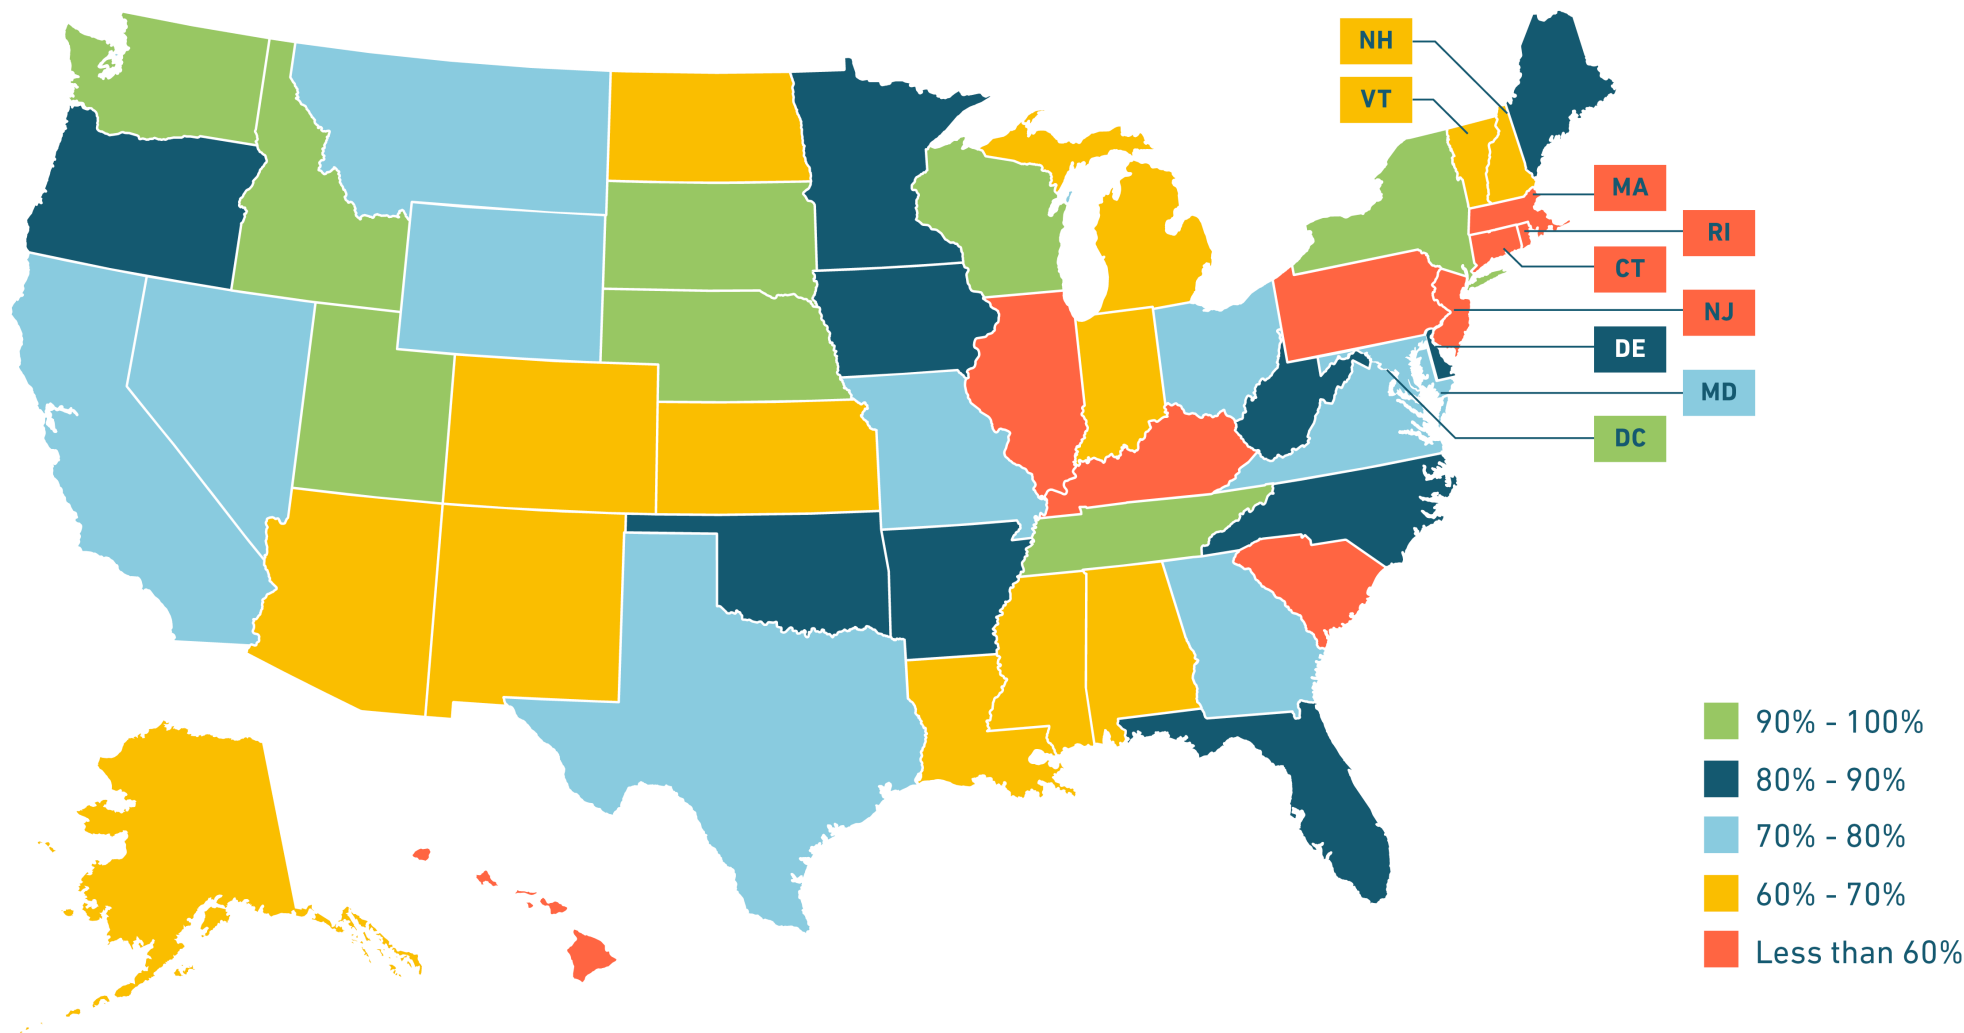 NH
VT
MA
RI
CT
NJ
DE
MD
DC
90% - 100%
80% - 90%
70% - 80%
60% - 70%
Less than 60%